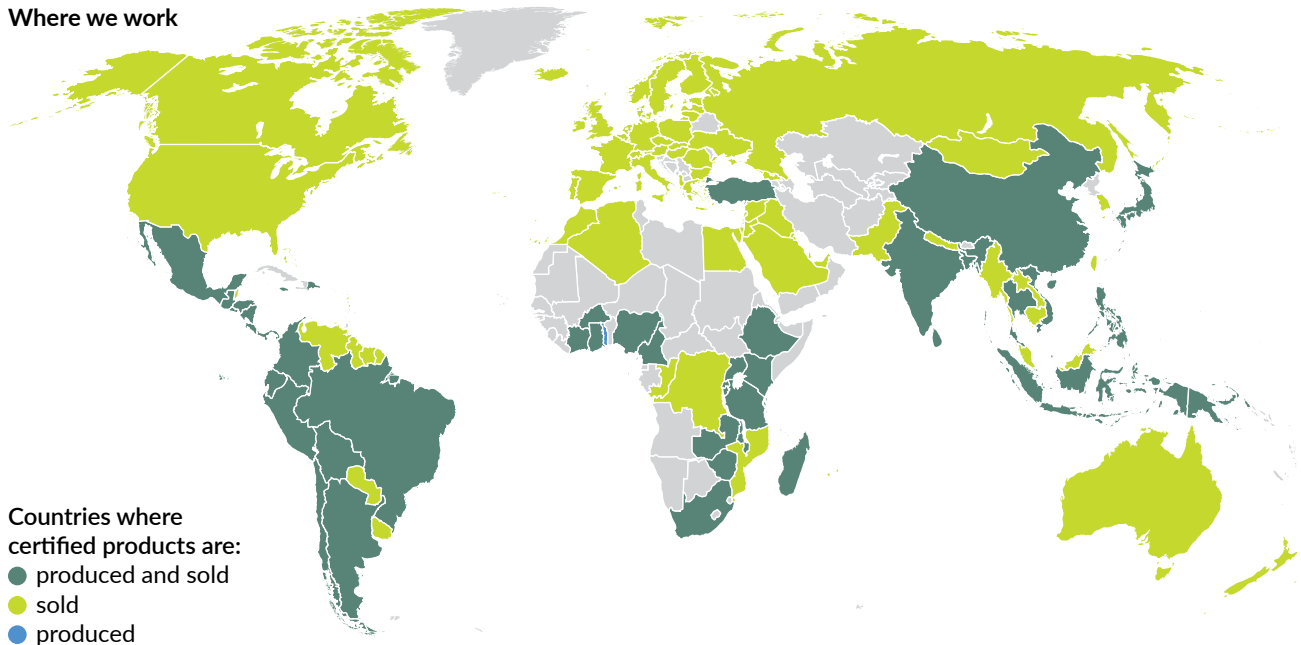 Where we work
Countries where
certified products are:
produced and sold
sold
produced